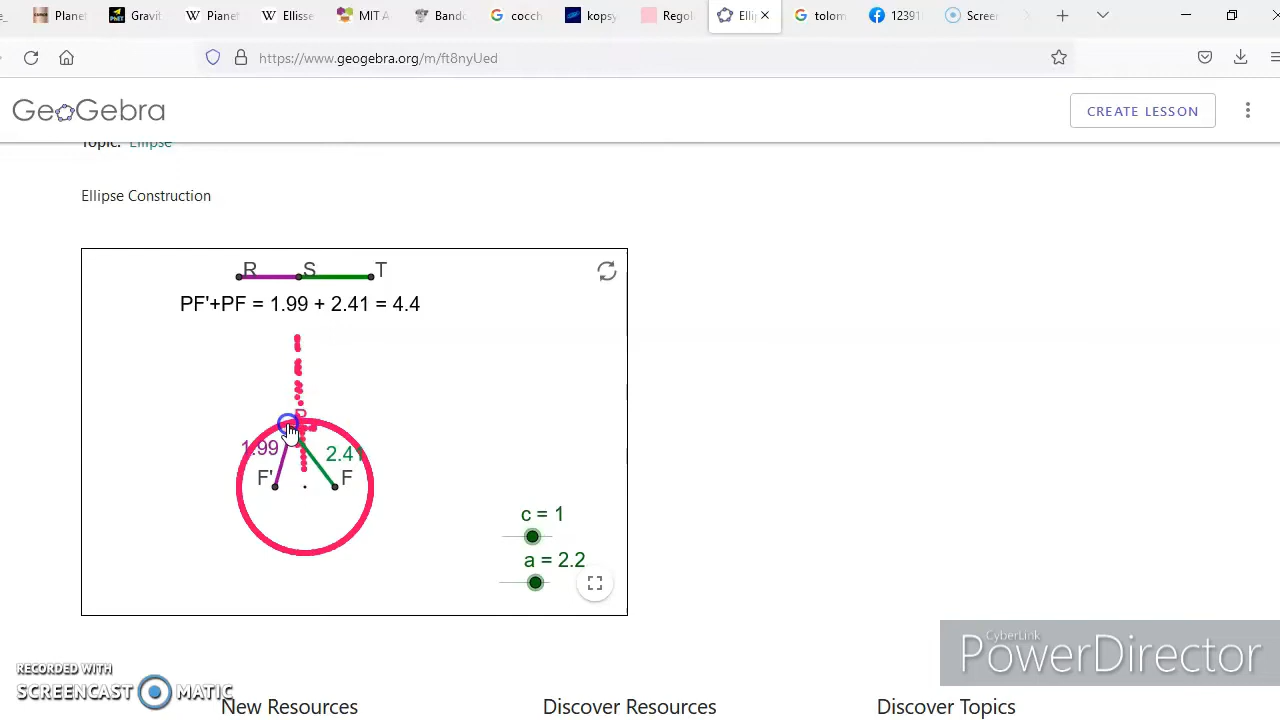 Planet Gravit Planet Ellisse MIT A Bando cocch kopsy Regol Elli tolom 12391 Screer
https://www.geogebra.org/m/ft8nyUed
GeoGebra CREATE LESSON
Topic: Ellipse
Ellipse Construction
R S T
PF'+PF = 1.99 + 2.41 = 4.4
P
1.99 2.41
F' F
c = 1
a = 2.2
CyberLink
PowerDirector
RECORDED WITH
SCREENCAST MATIC
New Resources Discover Resources Discover Topics